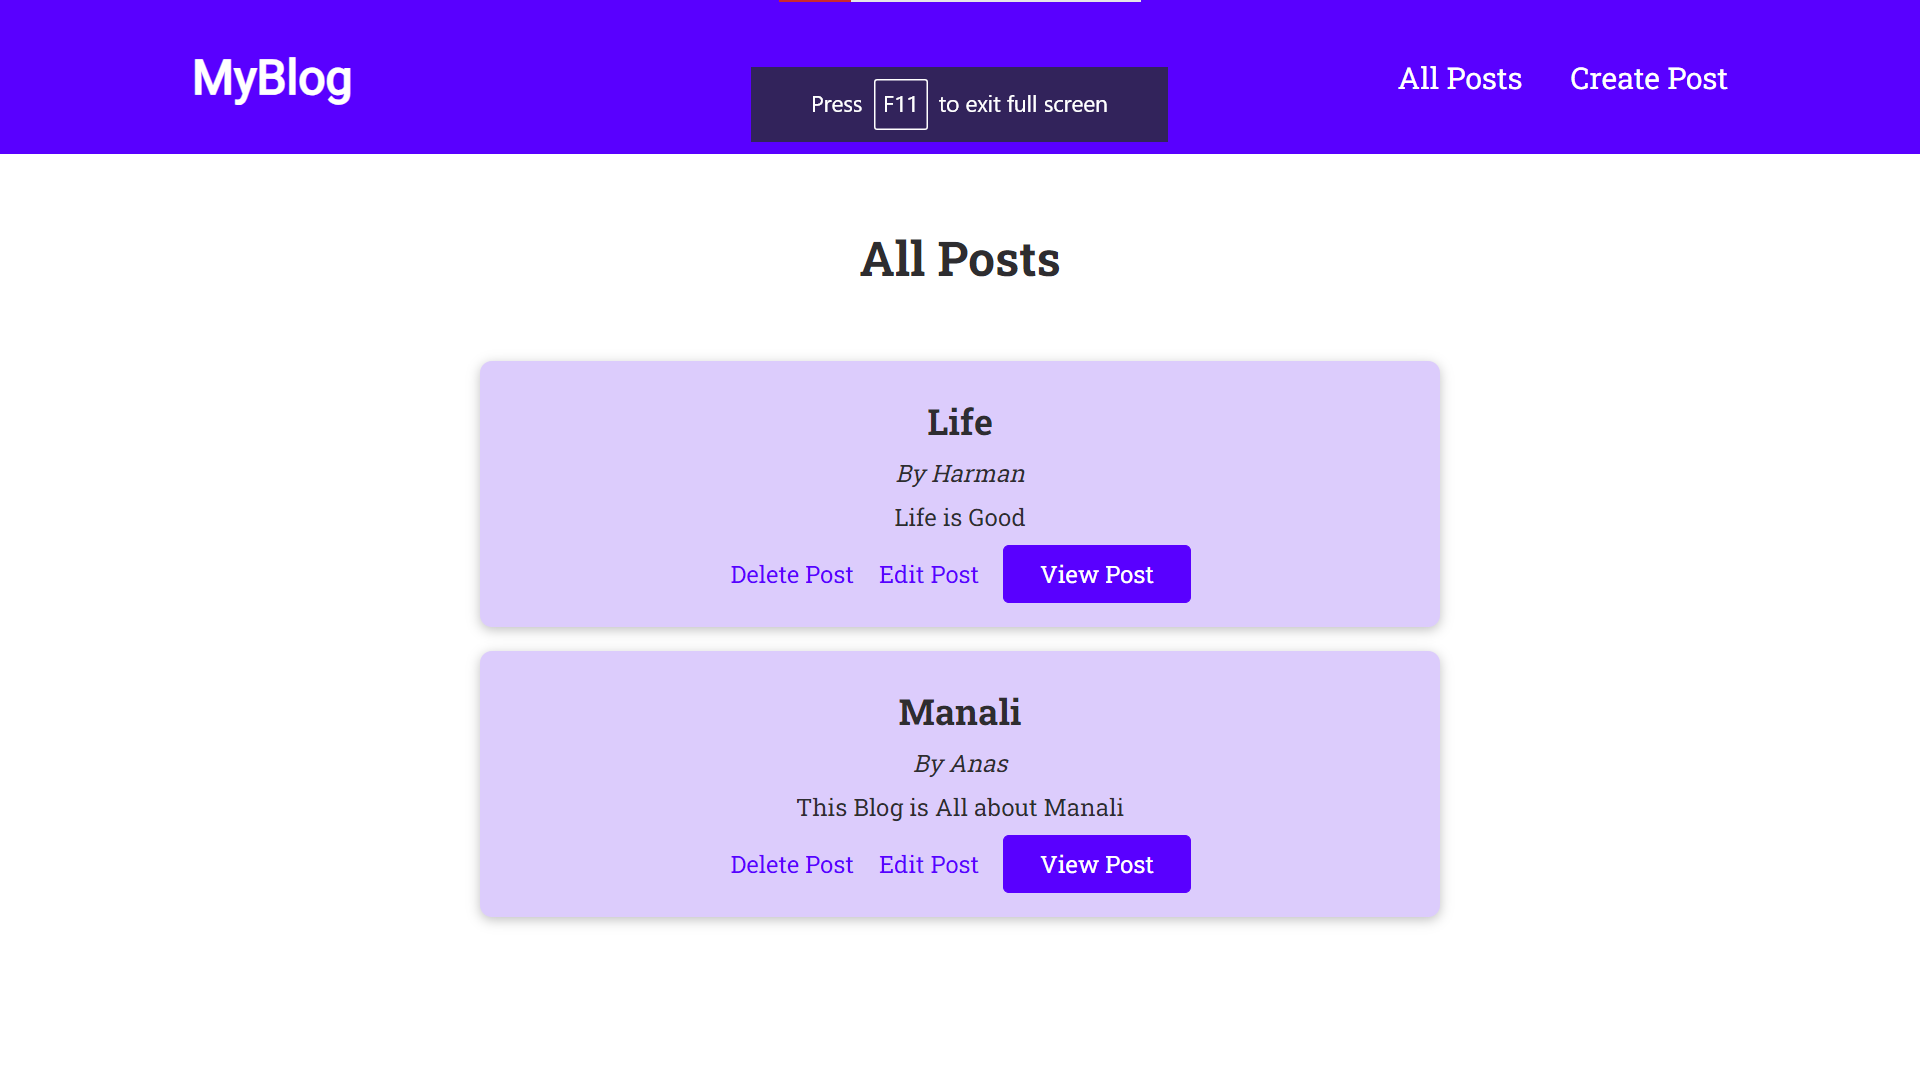 MyBlog
Press F11 to exit full screen
All Posts Create Post
All Posts
Life
By Harman
Life is Good
Delete Post Edit Post View Post
Manali
By Anas
This Blog is All about Manali
Delete Post Edit Post View Post